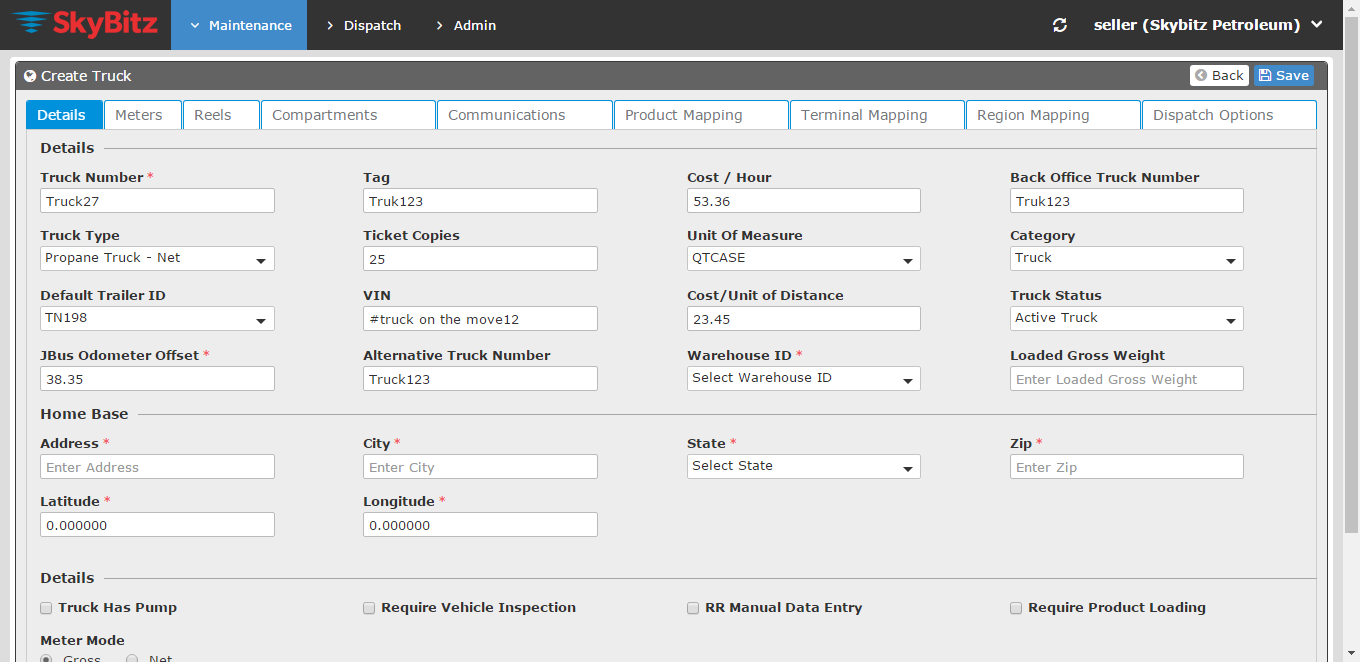 SkyBitz Maintenance Dispatch Admin seller (Skybitz Petroleum)
Create Truck Back Save
Details Meters Reels Compartments Communications Product Mapping Terminal Mapping Region Mapping Dispatch Options
Details
Truck Number * Tag Cost / Hour Back Office Truck Number
Truck27 Truk123 53.36 Truk123
Truck Type Ticket Copies Unit Of Measure Category
Propane Truck - Net 25 QTCASE Truck
Default Trailer ID VIN Cost/Unit of Distance Truck Status
TN198 #truck on the move12 23.45 Active Truck
JBus Odometer Offset * Alternative Truck Number Warehouse ID * Loaded Gross Weight
38.35 Truck123 Select Warehouse ID Enter Loaded Gross Weight
Home Base
Address * City * State * Zip *
Enter Address Enter City Select State Enter Zip
Latitude * Longitude *
0.000000 0.000000
Details
Truck Has Pump Require Vehicle Inspection RR Manual Data Entry Require Product Loading
Meter Mode
Gross Net